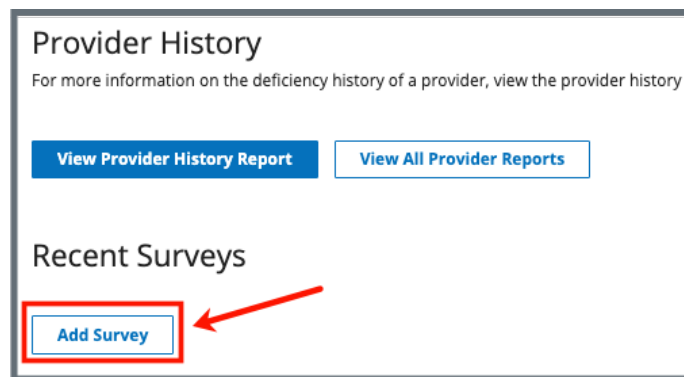 Provider History
For more information on the deficiency history of a provider, view the provider history
View Provider History Report
View All Provider Reports
Recent Surveys
Add Survey